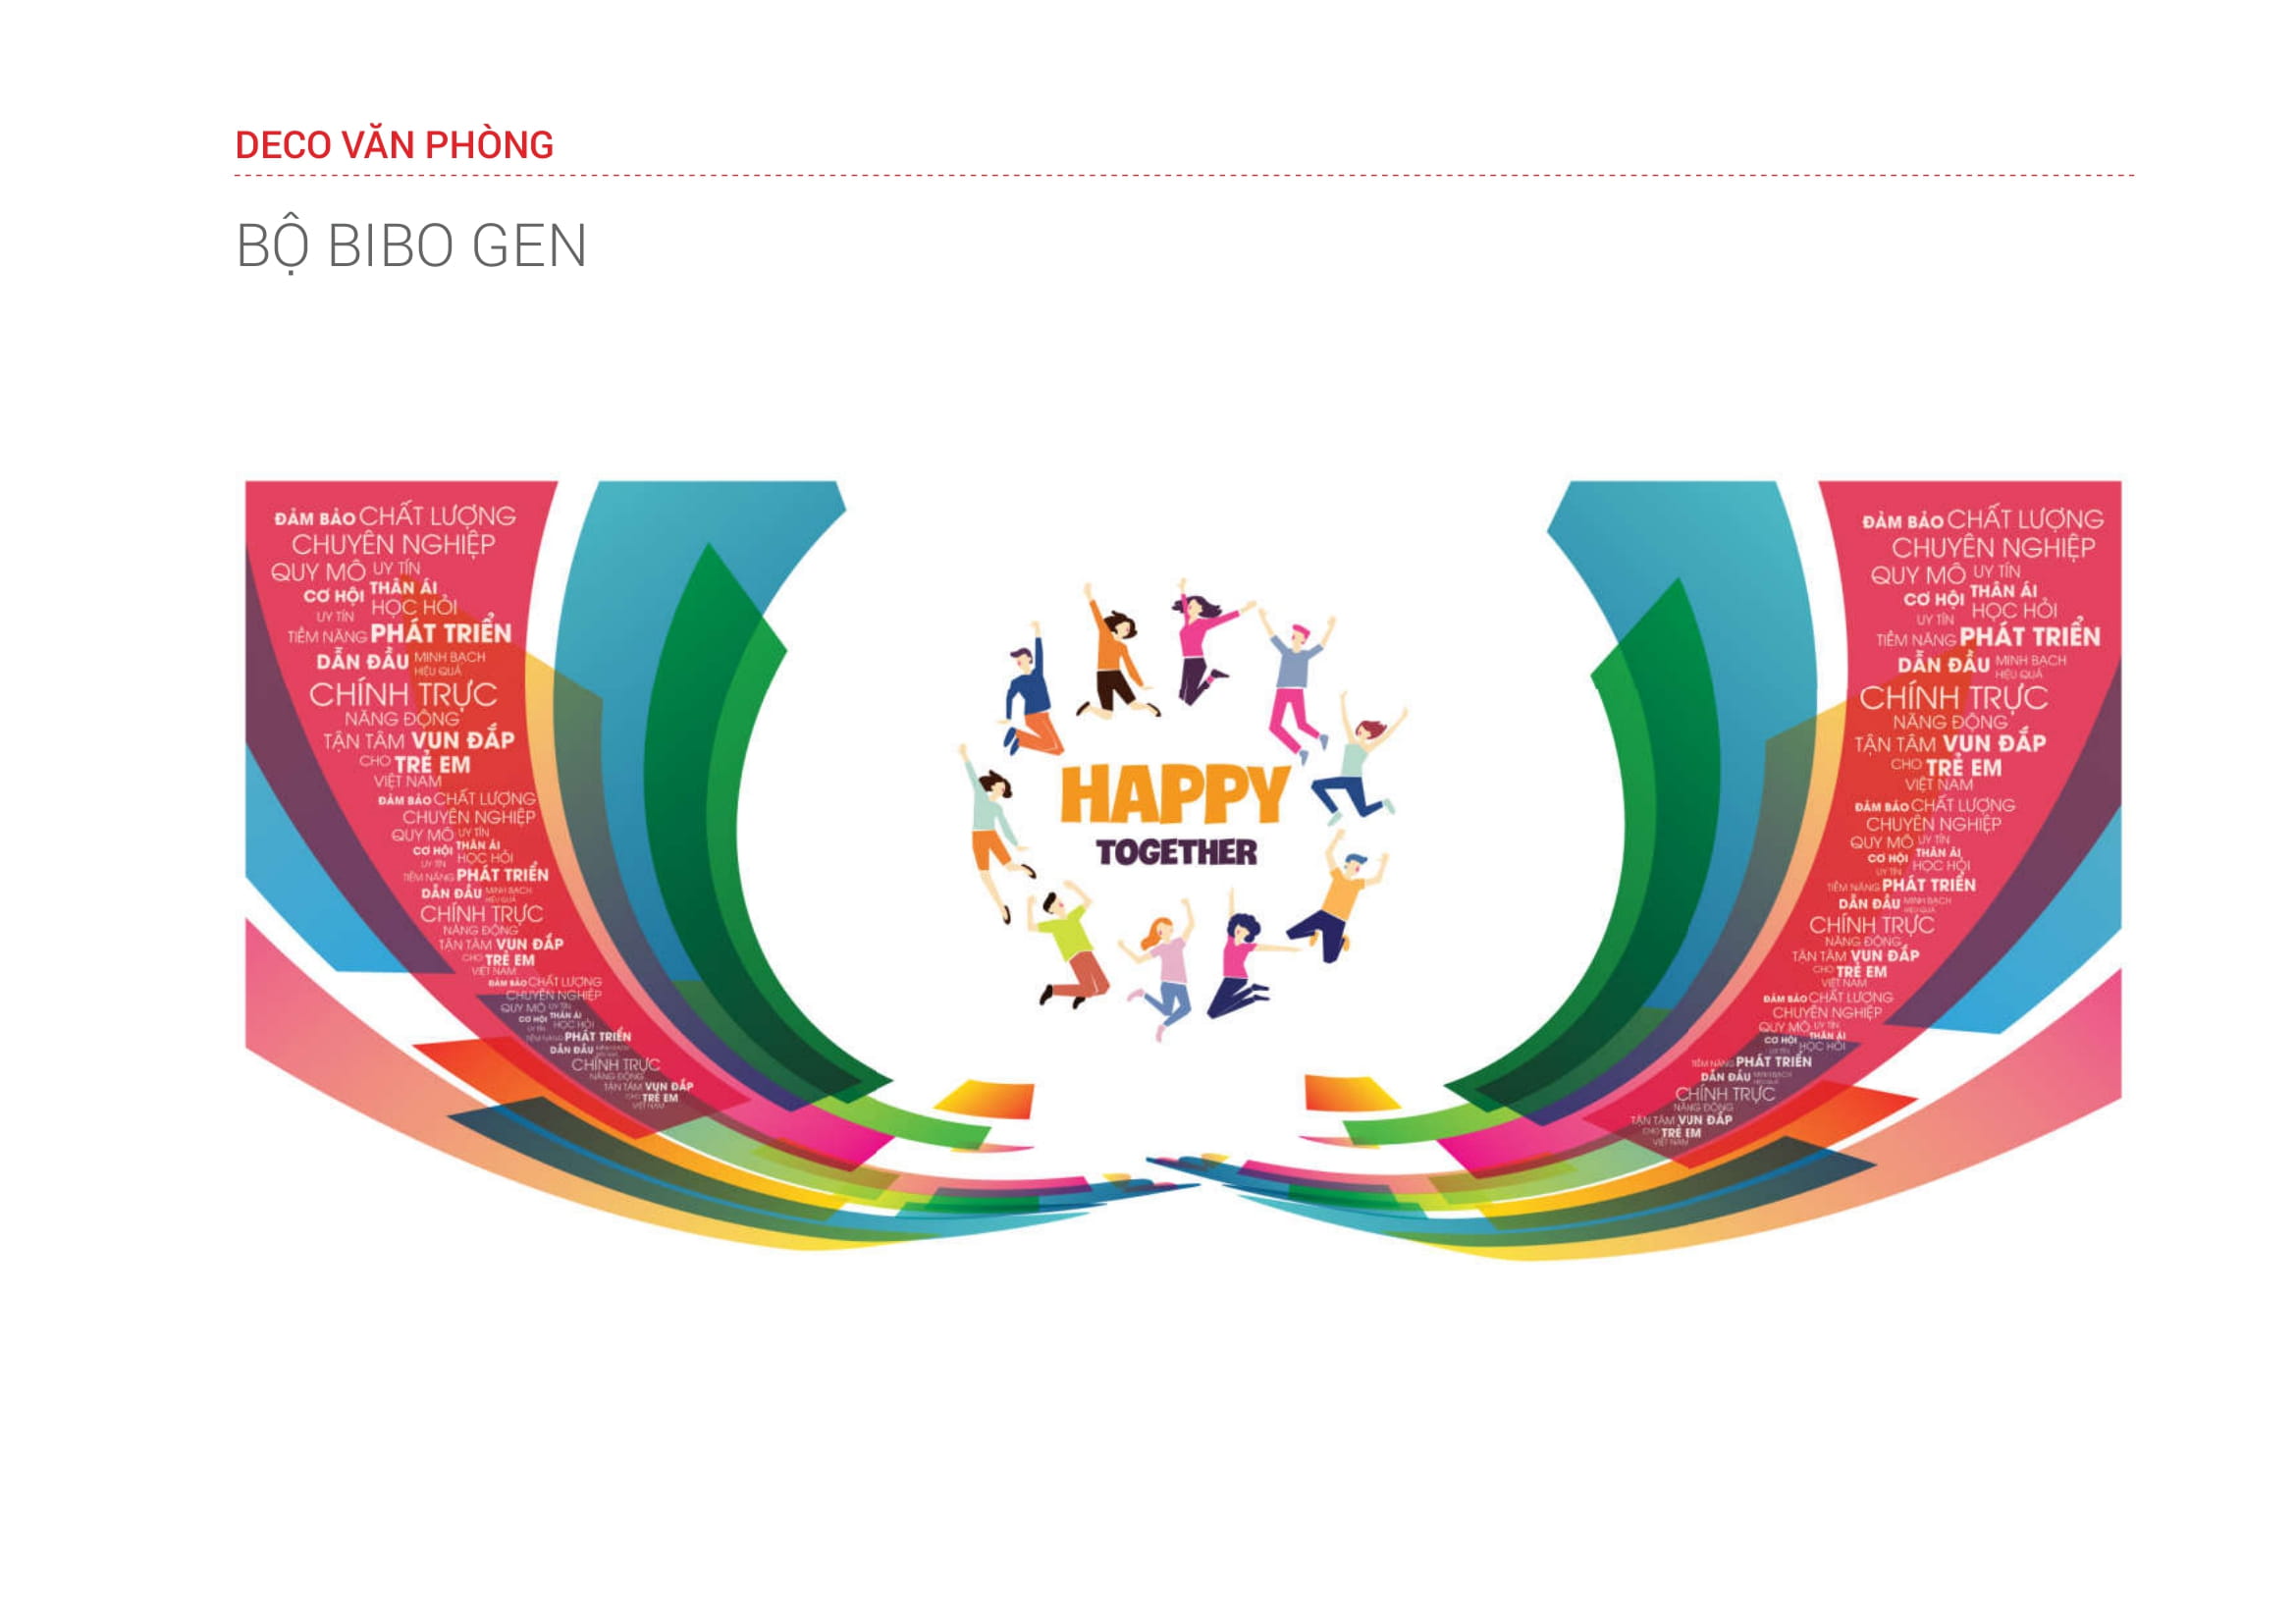 DECO VĂN PHÒNG
BỘ BIBO GEN
ĐẢM BẢO CHẤT LƯỢNG
CHUYÊN NGHIỆP
QUY MÔ UY TÍN
CƠ HỘI THÂN ÁI
UY TÍN HỌC HỎI
TIỀM NĂNG PHÁT TRIỂN
DẪN ĐẦU MINH BẠCH
HIỆU QUẢ
CHÍNH TRỰC
NĂNG ĐỘNG
TẬN TÂM VUN ĐẮP
CHO TRẺ EM
VIỆT NAM
ĐẢM BẢO CHẤT LƯỢNG
CHUYÊN NGHIỆP
QUY MÔ UY TÍN
CƠ HỘI THÂN ÁI
UY TÍN HỌC HỎI
TIỀM NĂNG PHÁT TRIỂN
DẪN ĐẦU MINH BẠCH
HIỆU QUẢ
CHÍNH TRỰC
NĂNG ĐỘNG
TẬN TÂM VUN ĐẮP
CHO TRẺ EM
VIỆT NAM
ĐẢM BẢO CHẤT LƯỢNG
CHUYÊN NGHIỆP
QUY MÔ UY TÍN
CƠ HỘI THÂN ÁI
UY TÍN HỌC HỎI
TIỀM NĂNG PHÁT TRIỂN
DẪN ĐẦU
CHÍNH TRỰC
NĂNG ĐỘNG
TẬN TÂM VUN ĐẮP
CHO TRẺ EM
VIỆT NAM
HAPPY
TOGETHER
ĐẢM BẢO CHẤT LƯỢNG
CHUYÊN NGHIỆP
QUY MÔ UY TÍN
CƠ HỘI THÂN ÁI
UY TÍN HỌC HỎI
TIỀM NĂNG PHÁT TRIỂN
DẪN ĐẦU MINH BẠCH
HIỆU QUẢ
CHÍNH TRỰC
NĂNG ĐỘNG
TẬN TÂM VUN ĐẮP
CHO TRẺ EM
VIỆT NAM
ĐẢM BẢO CHẤT LƯỢNG
CHUYÊN NGHIỆP
QUY MÔ UY TÍN
CƠ HỘI THÂN ÁI
UY TÍN HỌC HỎI
TIỀM NĂNG PHÁT TRIỂN
DẪN ĐẦU MINH BẠCH
HIỆU QUẢ
CHÍNH TRỰC
NĂNG ĐỘNG
TẬN TÂM VUN ĐẮP
CHO TRẺ EM
VIỆT NAM
ĐẢM BẢO CHẤT LƯỢNG
CHUYÊN NGHIỆP
QUY MÔ UY TÍN
CƠ HỘI THÂN ÁI
UY TÍN HỌC HỎI
TIỀM NĂNG PHÁT TRIỂN
DẪN ĐẦU MINH BẠCH
CHÍNH TRỰC
NĂNG ĐỘNG
TẬN TÂM VUN ĐẮP
CHO TRẺ EM
VIỆT NAM